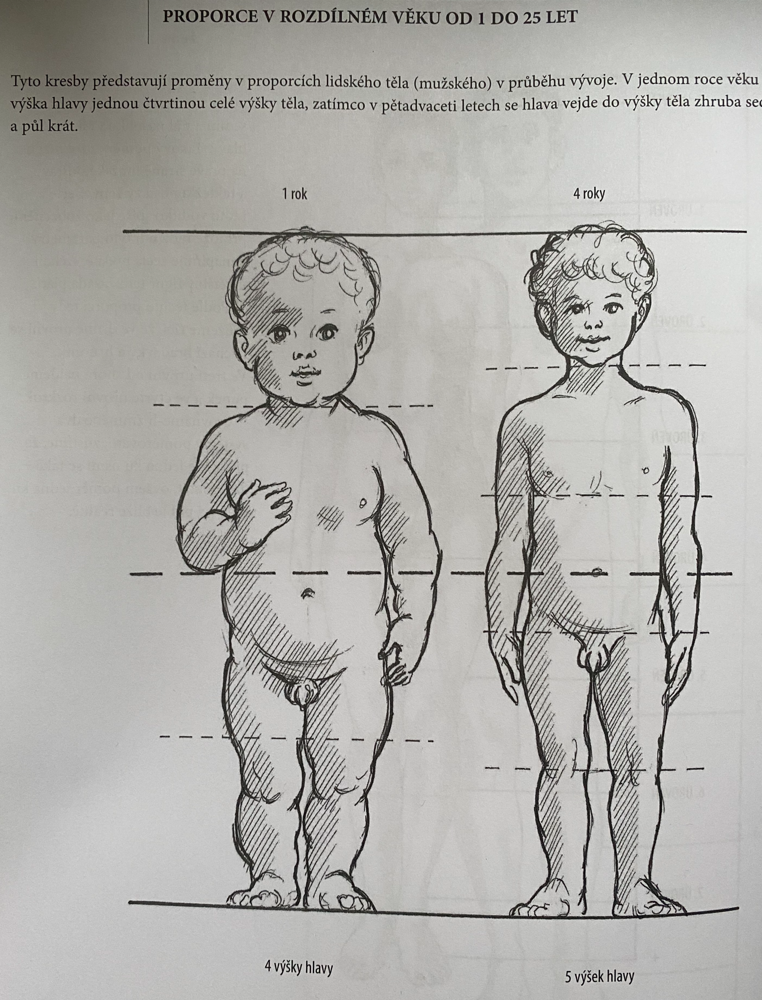 PROPORCE V ROZDÍLNÉM VĚKU OD 1 DO 25 LET
Tyto kresby představují proměny v proporcích lidského těla (mužského) v průběhu vývoje. V jednom roce věku
výška hlavy jednou čtvrtinou celé výšky těla, zatímco v pětadvaceti letech se hlava vejde do výšky těla zhruba
a půl krát.
1 rok
4 roky
4 výšky hlavy
5 výšek hlavy